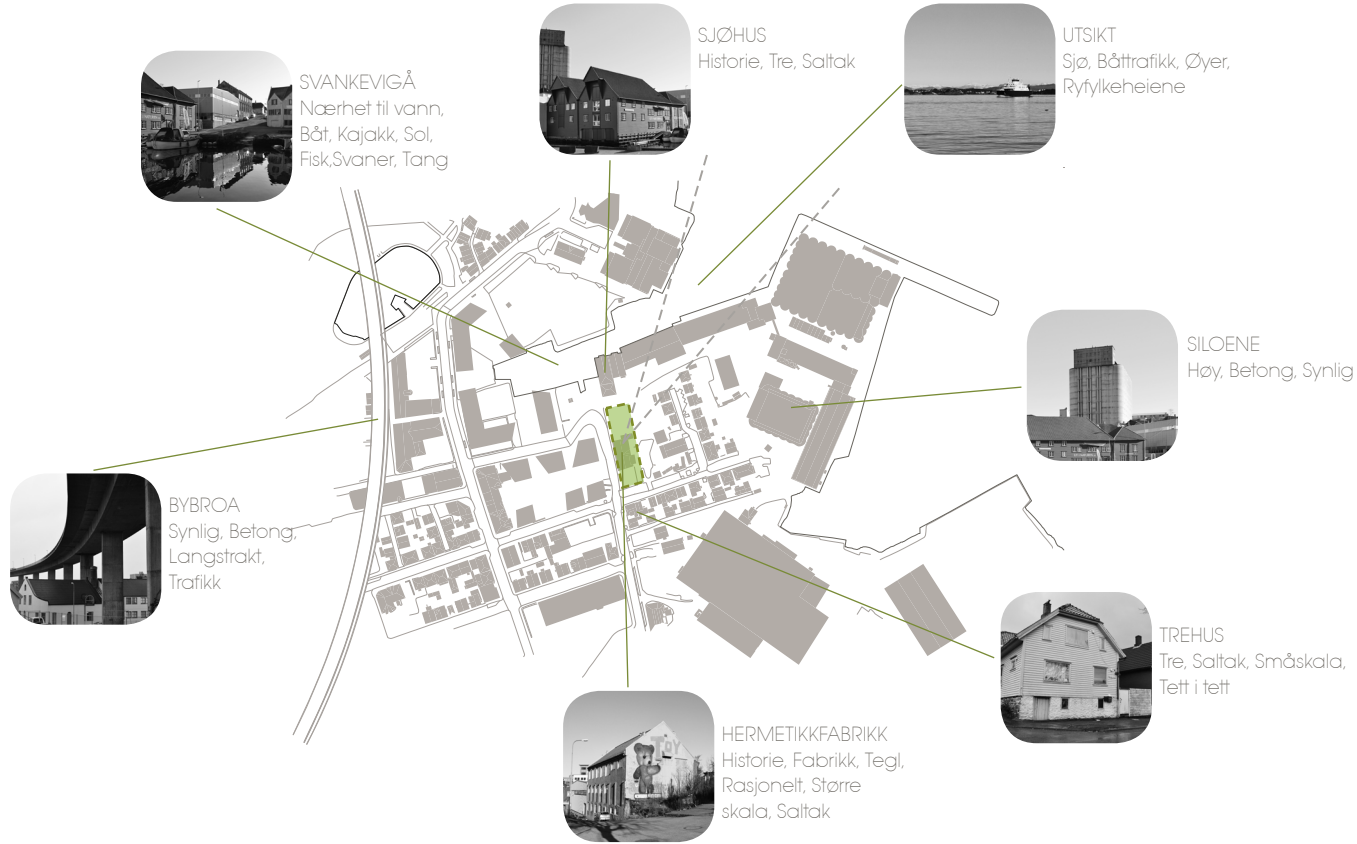 SVANKEVIGÅ
Nærhet til vann,
Båt, Kajakk, Sol,
Fisk,Svaner, Tang
SJØHUS
Historie, Tre, Saltak
UTSIKT
Sjø, Båttrafikk, Øyer,
Ryfylkeheiene
SILOENE
Høy, Betong, Synlig
BYBROA
Synlig, Betong,
Langstrakt,
Trafikk
TREHUS
Tre, Saltak, Småskala,
Tett i tett
HERMETIKKFABRIKK
Historie, Fabrikk, Tegl,
Rasjonelt, Større
skala, Saltak
TOY